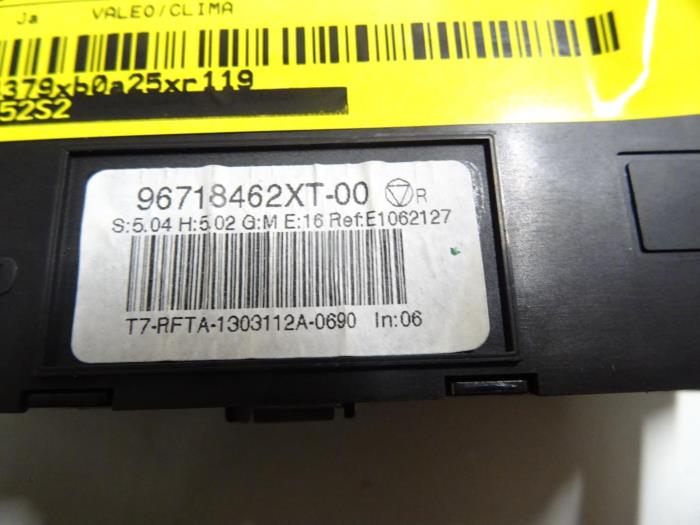 Ja VALEO/CLIMA
379xb0a25xr119
52S2
96718462XT-00 R
S:5.04 H:5.02 G:M E:16 Ref:E1062127
T7-RFTA-1303112A-0690 In:06